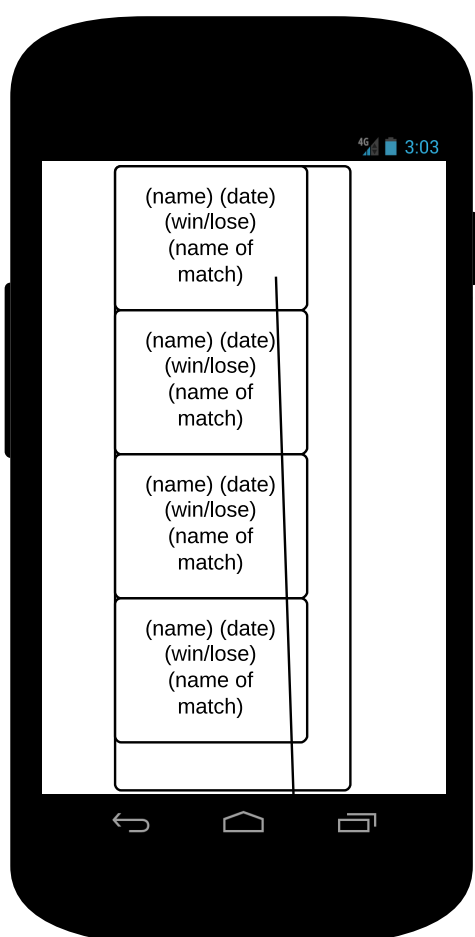 4G 3:03
(name) (date)
(win/lose)
(name of
match)
(name) (date)
(win/lose)
(name of
match)
(name) (date)
(win/lose)
(name of
match)
(name) (date)
(win/lose)
(name of
match)